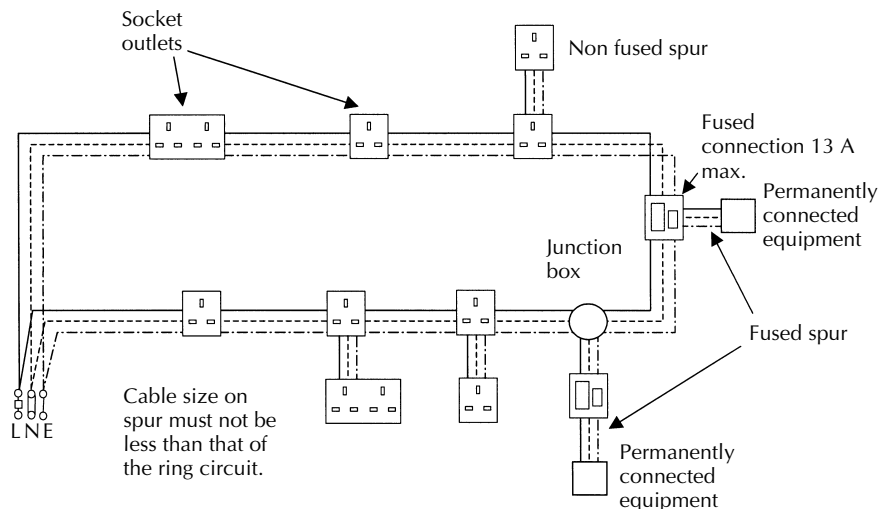 Socket
outlets
Non fused spur
Fused
connection 13 A
max.
Permanently
connected
equipment
Junction
box
Fused spur
Cable size on
spur must not be
less than that of
the ring circuit.
L N E
Permanently
connected
equipment